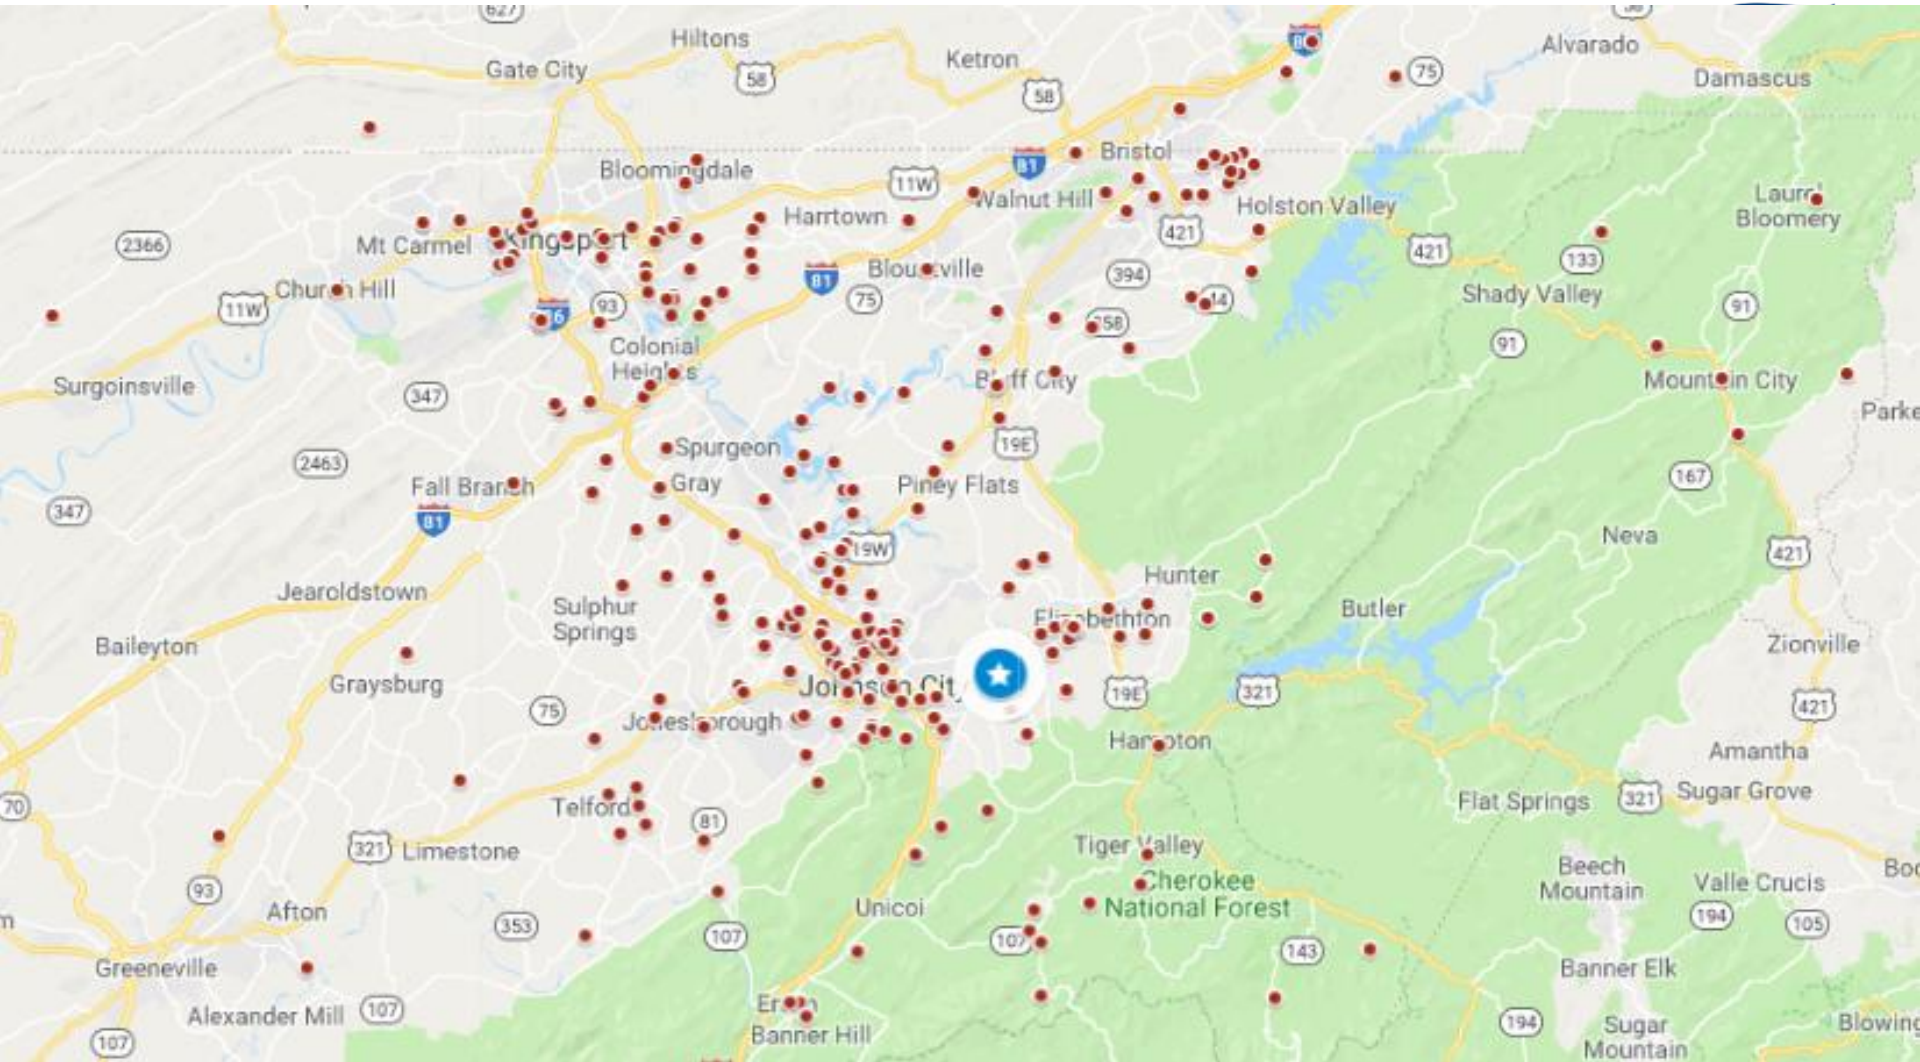 627
Hiltons
Ketron
Alvarado
Gate City
58
75
Damascus
58
Bloomingdale
Bristol
81
11W
Walnut Hill
Laurel
Bloomery
Harrtown
Holston Valley
2366
Mt Carmel
Kingsport
421
421
133
Blountville
394
81
Church Hill
75
Shady Valley
11W
93
44
91
358
Colonial
Heights
91
Surgoinsville
347
Bluff City
Mountain City
Spurgeon
19E
2463
Fall Branch
Gray
Piney Flats
167
347
81
19W
Neva
421
Jearoldstown
Hunter
Sulphur
Springs
Elizabethton
Butler
Baileyton
Zionville
Graysburg
Johnson City
19E
321
75
Jonesborough
421
Hampton
Amantha
70
Telford
81
Flat Springs
321
Sugar Grove
321
Limestone
Tiger Valley
Beech
Mountain
Cherokee
National Forest
Valle Crucis
93
Afton
Unicoi
194
105
353
107
107
143
Greeneville
Banner Elk
Alexander Mill
107
Erwin
Banner Hill
194
Sugar
Mountain
107